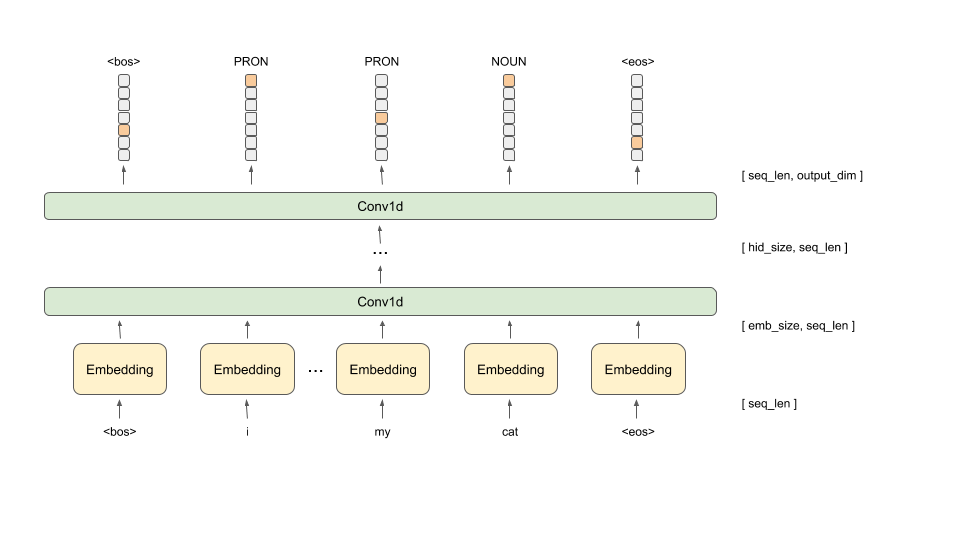 <bos> PRON PRON NOUN <eos>
[ seq_len, output_dim ]
Conv1d
...
[ hid_size, seq_len ]
Conv1d
[ emb_size, seq_len ]
Embedding Embedding ... Embedding Embedding Embedding
[ seq_len ]
<bos> i my cat <eos>